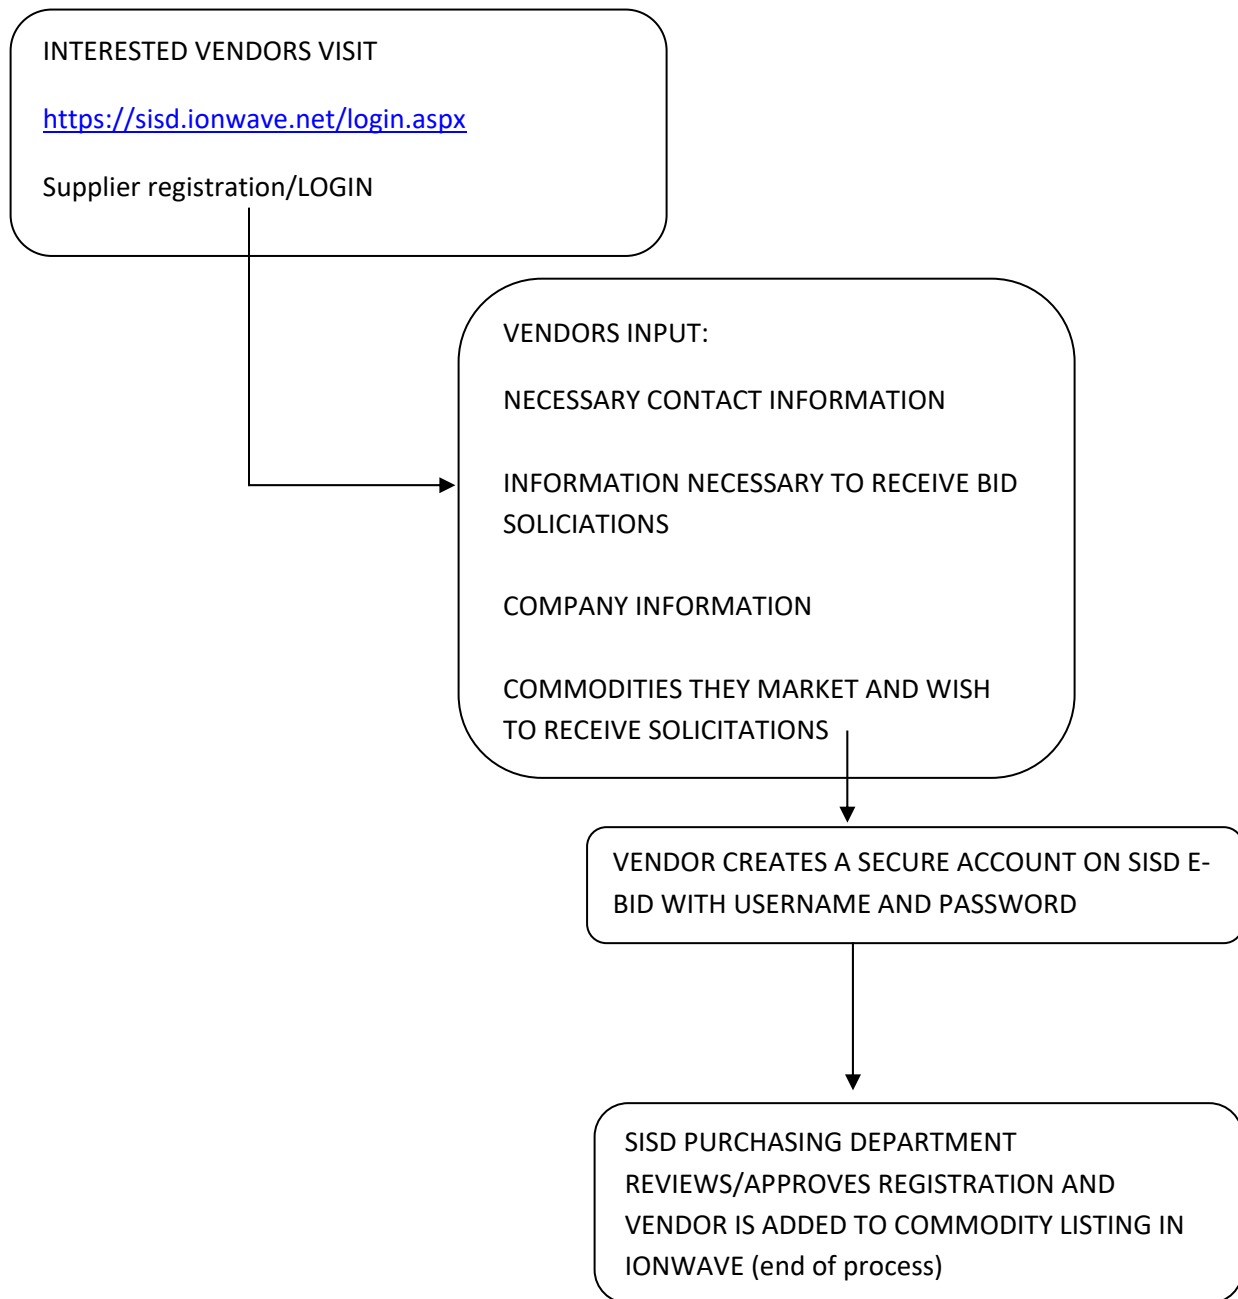 INTERESTED VENDORS VISIT
https://sisd.ionwave.net/login.aspx
Supplier registration/LOGIN
VENDORS INPUT:
NECESSARY CONTACT INFORMATION
INFORMATION NECESSARY TO RECEIVE BID
SOLICIATIONS
COMPANY INFORMATION
COMMODITIES THEY MARKET AND WISH
TO RECEIVE SOLICITATIONS
VENDOR CREATES A SECURE ACCOUNT ON SISD E-
BID WITH USERNAME AND PASSWORD
SISD PURCHASING DEPARTMENT
REVIEWS/APPROVES REGISTRATION AND
VENDOR IS ADDED TO COMMODITY LISTING IN
IONWAVE (end of process)